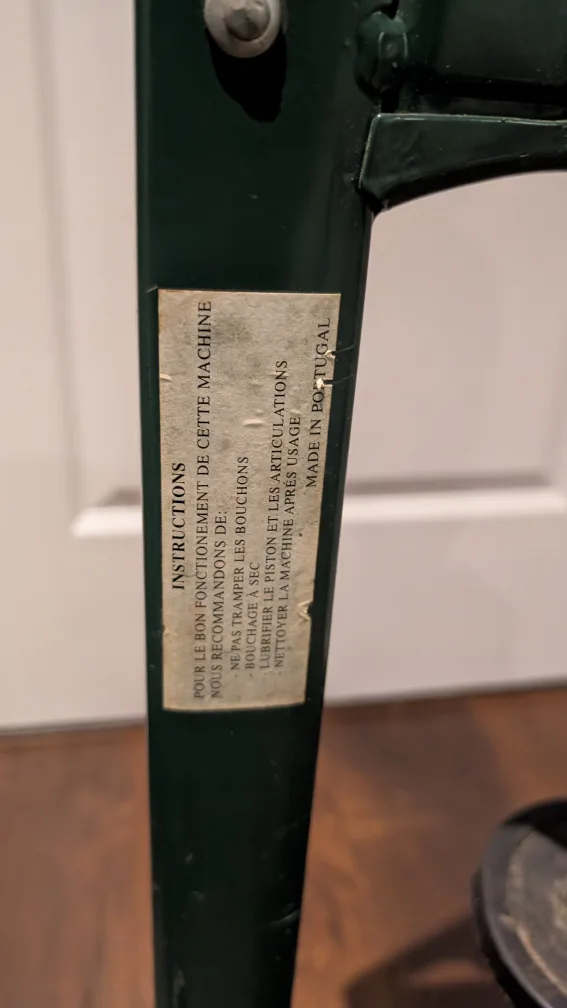 INSTRUCTIONS
POUR LE BON FONCTIONEMENT DE CETTE MACHINE
NOUS RECOMMANDONS DE:
- NE PAS TRAMPER LES BOUCHONS
- BOUCHAGE À SEC
- LUBRIFIER LE PISTON ET LES ARTICULATIONS
- NETTOYER LA MACHINE APRÉS USAGE
MADE IN PORTUGAL